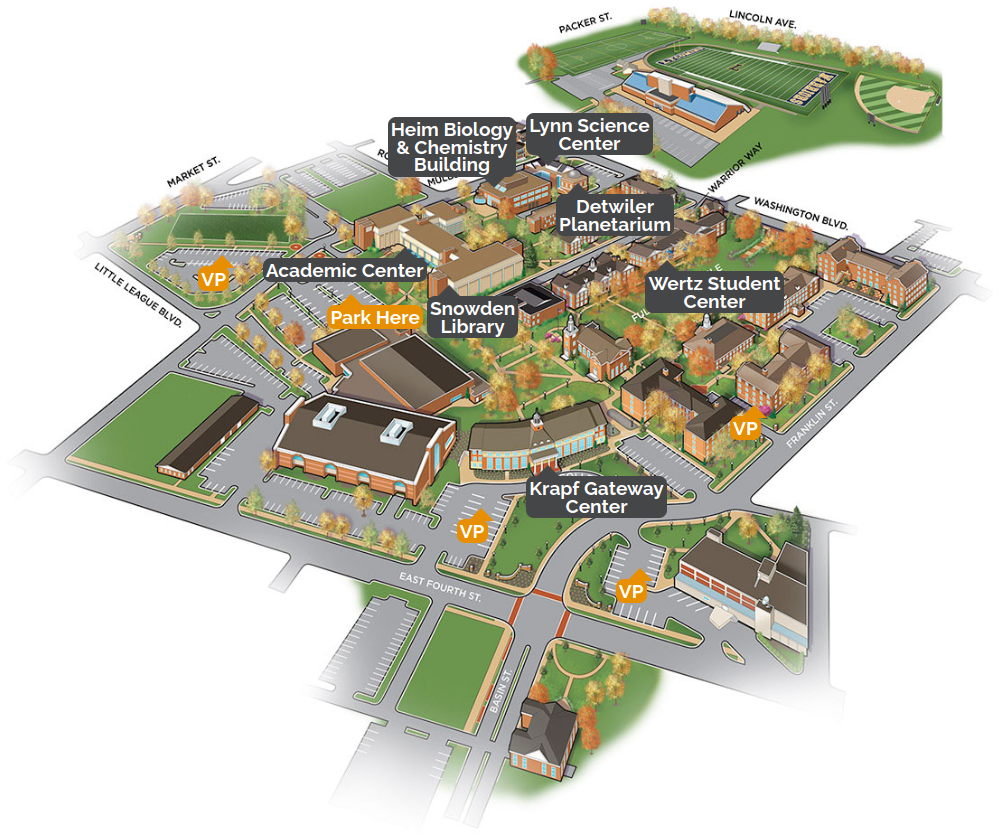 PACKER ST.
LINCOLN AVE.
WARRIORS
Heim Biology
& Chemistry
Building
Lynn Science
Center
MARKET ST.
WARRIOR WAY
Detwiler
Planetarium
WASHINGTON BLVD.
LITTLE LEAGUE BLVD.
VP
Academic Center
Wertz Student
Center
Park Here
Snowden
Library
VP
FRANKLIN ST.
Krapf Gateway
Center
VP
VP
EAST FOURTH ST.
BASIN ST.